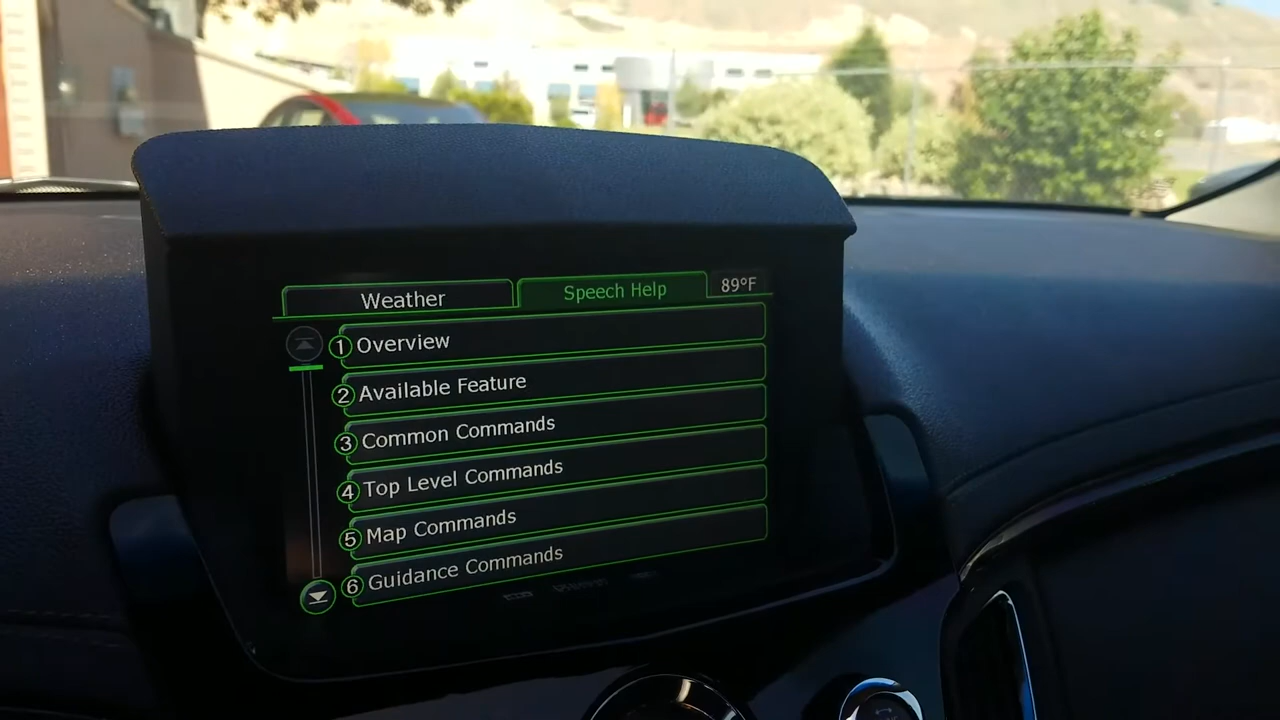 Weather
Speech Help
89°F
1 Overview
2 Available Feature
3 Common Commands
4 Top Level Commands
5 Map Commands
6 Guidance Commands